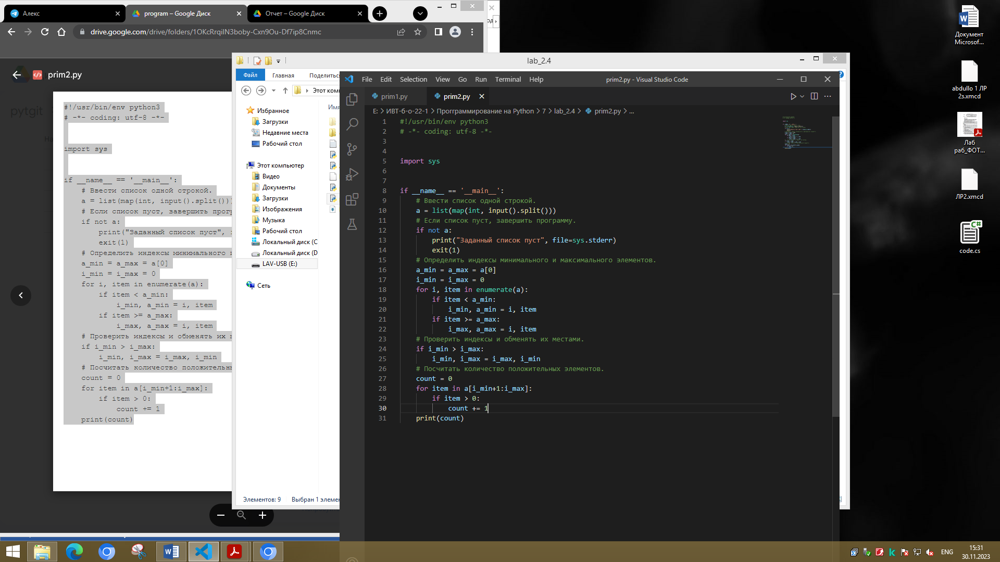 Алекс
program – Google Диск
Отчет – Google Диск
drive.google.com/drive/folders/1OKcRrqilN3boby-Cxn9Ou-Df7ip8Cnmc
prim2.py
pytgit
#!/usr/bin/env python3
# -*- coding: utf-8 -*-
import sys
if __name__ == '__main__':
# Ввести список одной строкой.
a = list(map(int, input().split()))
# Если список пуст, завершить
if not a:
print("Заданный список пуст",
exit(1)
# Определить индексы минимального
a_min = a_max = a[0]
i_min = i_max = 0
for i, item in enumerate(a):
if item < a_min:
i_min, a_min = i, item
if item >= a_max:
i_max, a_max = i, item
# Проверить индексы и обменять их
if i_min > i_max:
i_min, i_max = i_max, i_min
# Посчитать количество
count = 0
for item in a[i_min+1:i_max]:
if item > 0:
count += 1
print(count)
lab_2.4
Файл
Главная
Поделитьс
Этот ком
Имя
Избранное
Загрузки
Недавние места
Рабочий стол
Этот компьютер
Видео
Документы
Загрузки
Изображения
Музыка
Рабочий стол
Локальный диск (C
Локальный диск (D
LAV-USB (E:)
Сеть
Элементов: 9
Выбран 1 элемен
File Edit Selection View Go Run Terminal Help
prim2.py - Visual Studio Code
prim1.py
prim2.py
E: > ИВТ-б-о-22-1 > Прогграммирование на Python > 7 > lab_2.4 > prim2.py > ...
1 #!/usr/bin/env python3
2 # -*- coding: utf-8 -*-
3
4
5 import sys
6
7
8 if __name__ == '__main__':
9 # Ввести список одной строкой.
10 a = list(map(int, input().split()))
11 # Если список пуст, завершить программу.
12 if not a:
13 print("Заданный список пуст", file=sys.stderr)
14 exit(1)
15 # Определить индексы минимального и максимального элементов.
16 a_min = a_max = a[0]
17 i_min = i_max = 0
18 for i, item in enumerate(a):
19 if item < a_min:
20 i_min, a_min = i, item
21 if item >= a_max:
22 i_max, a_max = i, item
23 # Проверить индексы и обменять их местами.
24 if i_min > i_max:
25 i_min, i_max = i_max, i_min
26 # Посчитать количество положительных элементов.
27 count = 0
28 for item in a[i_min+1:i_max]:
29 if item > 0:
30 count += 1
31 print(count)
Документ
Microsof...
abdullo 1 ЛР
2з.xmcd
Лаб
раб_ФОТ...
ЛР2.xmcd
C#
code.cs
ENG
15:31
30.11.2023